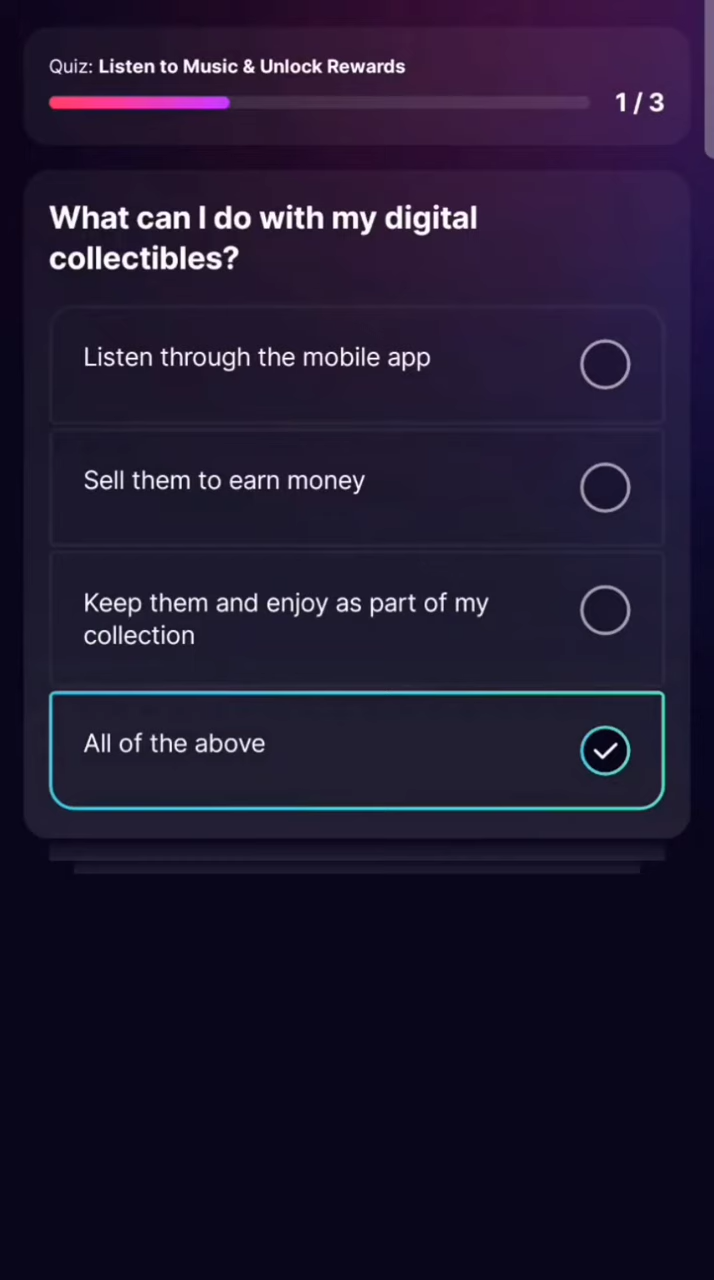 Quiz: Listen to Music & Unlock Rewards
1 / 3
What can I do with my digital
collectibles?
Listen through the mobile app
Sell them to earn money
Keep them and enjoy as part of my
collection
All of the above